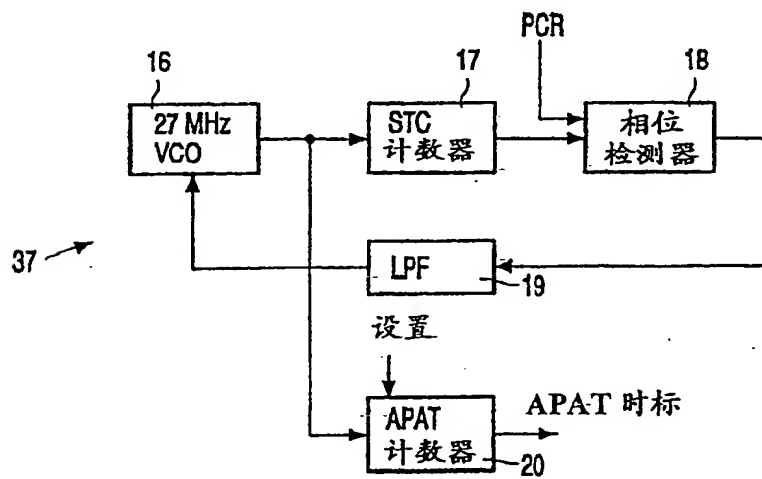 PCR
16
17
18
27 MHz
VCO
STC
计数器
相位
检测器
37
LPF
19
设置
APAT
计数器
APAT 时标
20